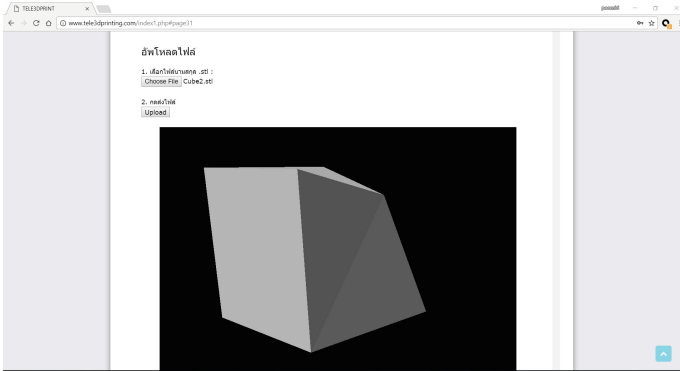 TELE3DPRINT
www.tele3dprinting.com/index1.php#page31
อัพโหลดไฟล์
1. เลือกไฟล์นามสกุล .stl :
Choose File Cube2.stl
2. กดส่งไฟล์
Upload